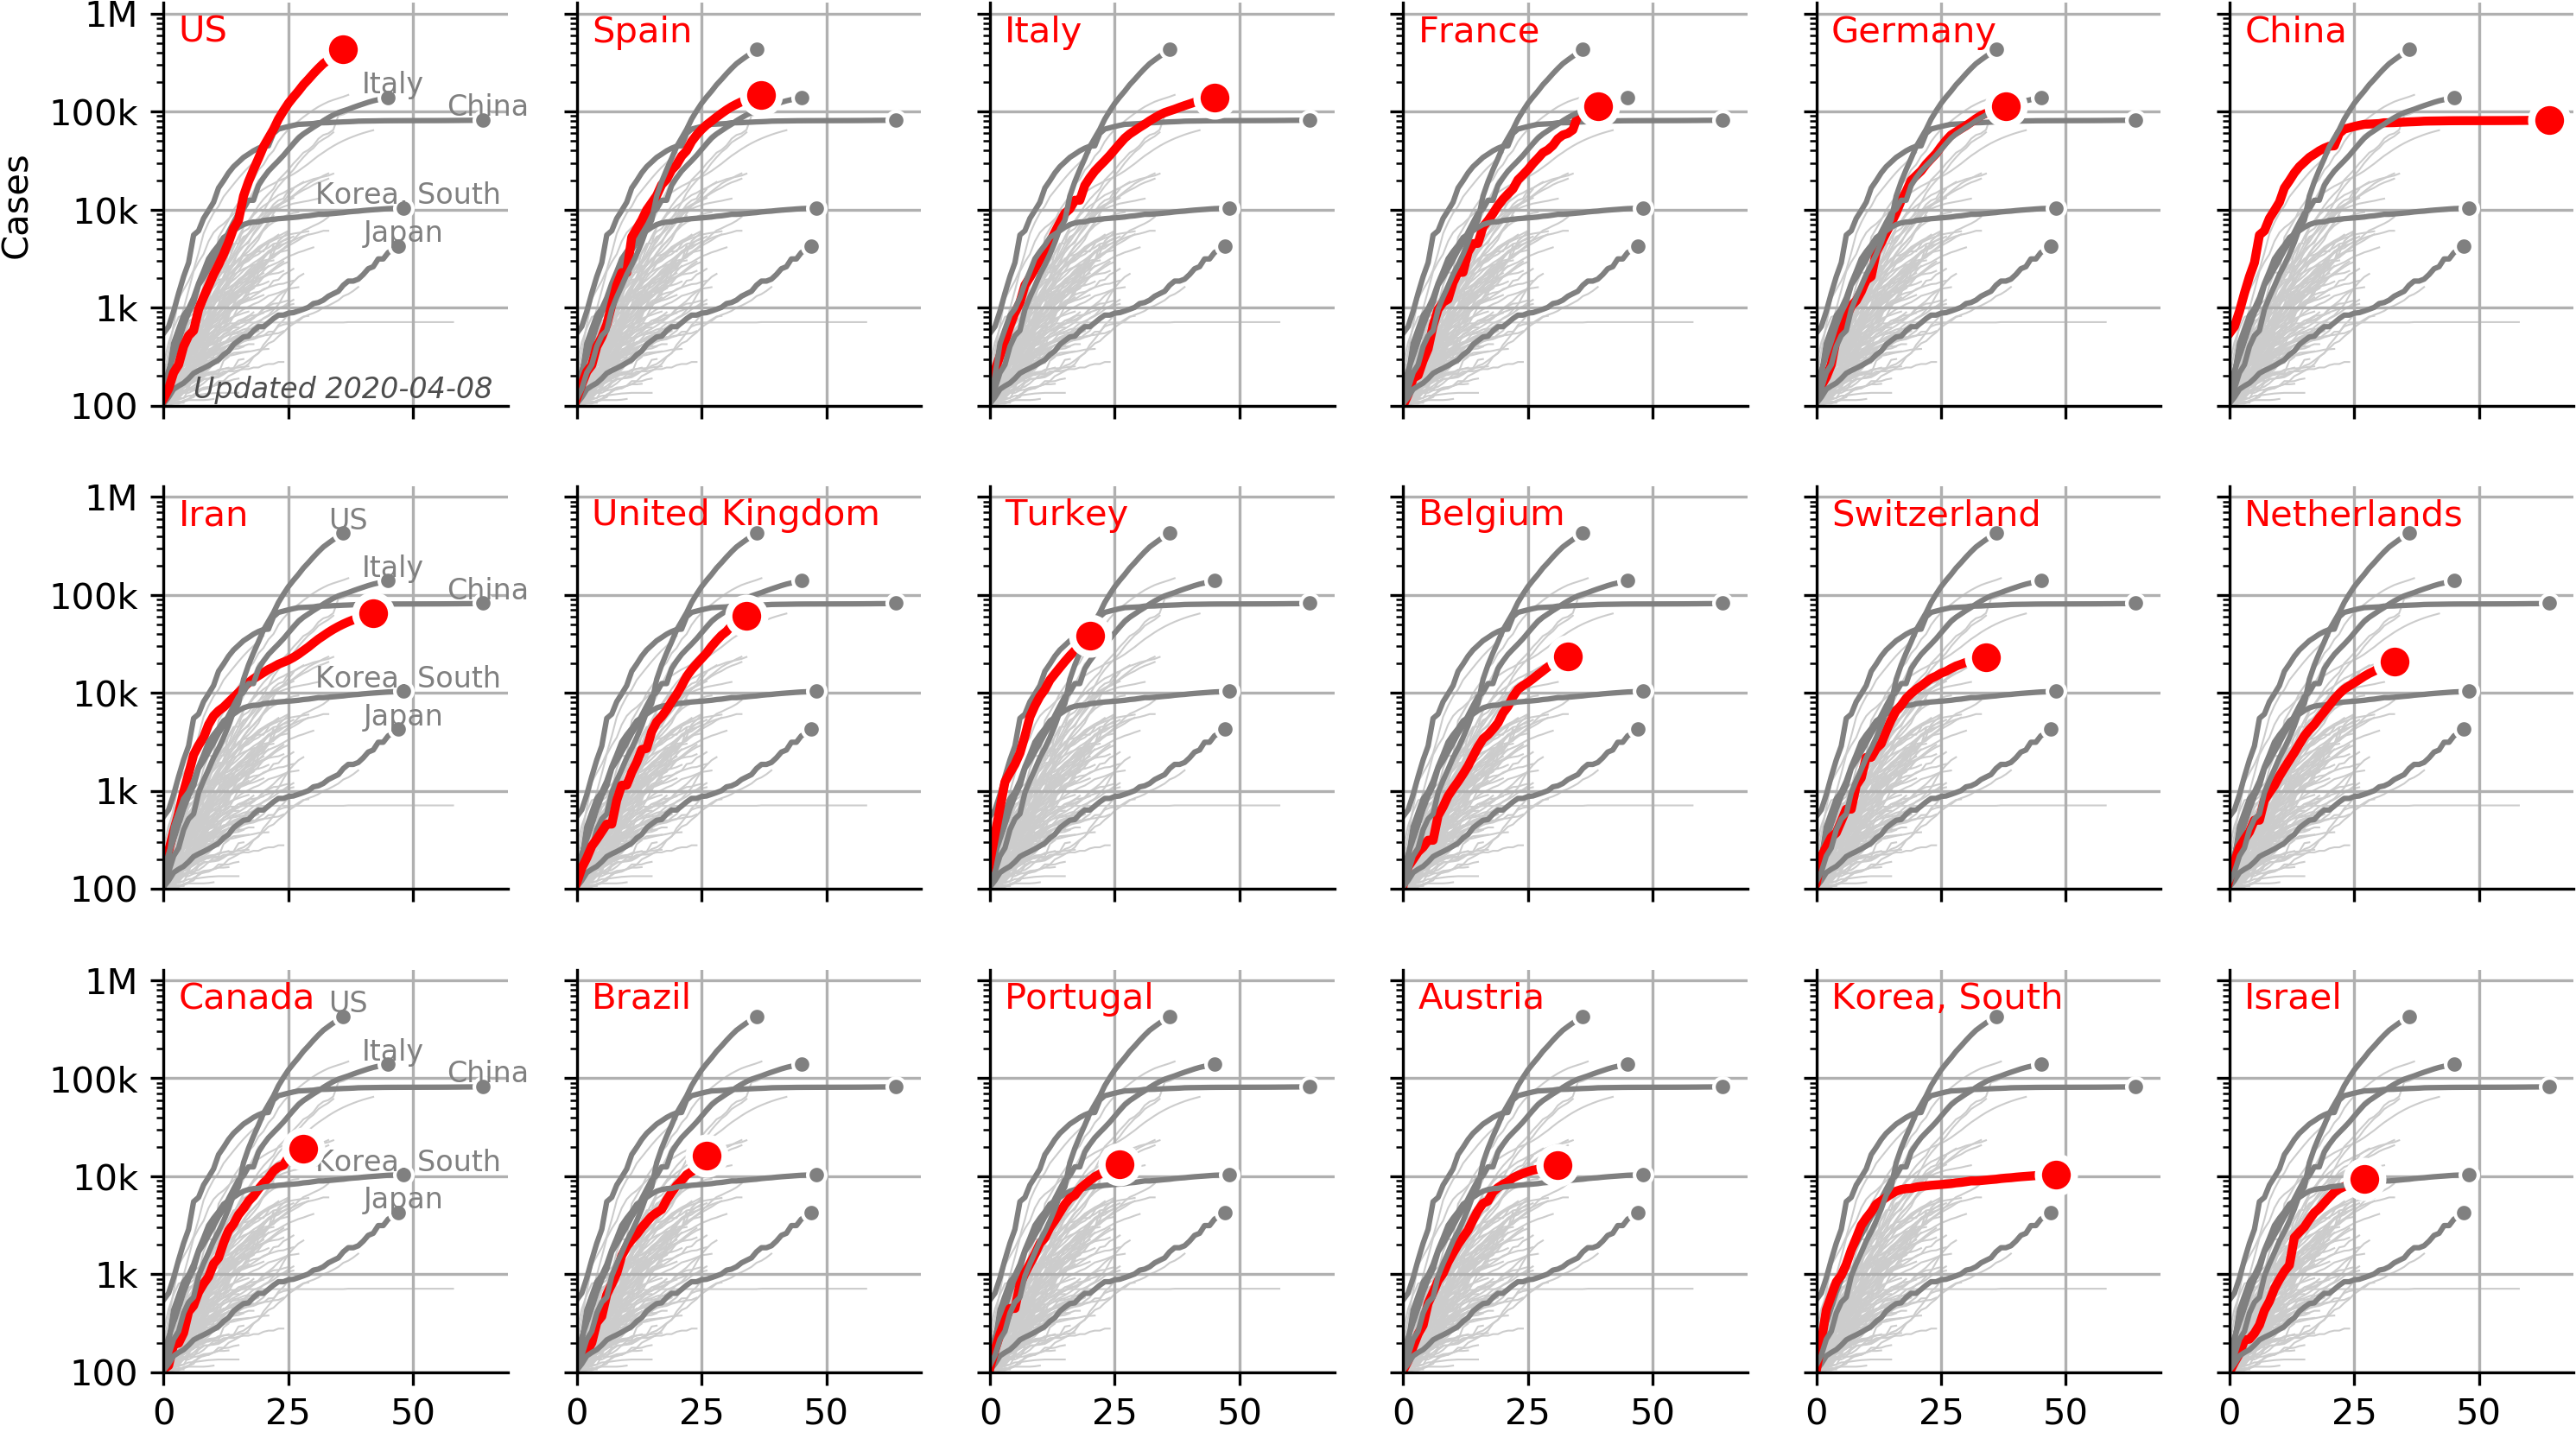 1M
US
Spain
Italy
France
Germany
China
Italy
China
100k
Korea, South
10k
Japan
1k
Updated 2020-04-08
100
Cases
1M
Iran
US
United Kingdom
Turkey
Belgium
Switzerland
Netherlands
Italy
China
100k
Korea, South
10k
Japan
1k
100
1M
Canada
US
Brazil
Portugal
Austria
Korea, South
Israel
Italy
China
100k
Korea, South
10k
Japan
1k
100
0 25 50 0 25 50 0 25 50 0 25 50 0 25 50 0 25 50